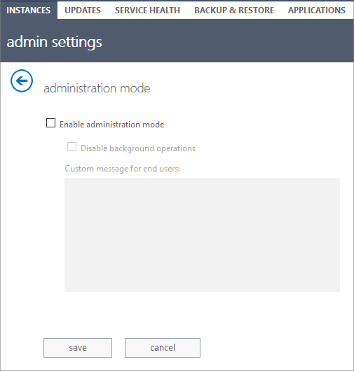 INSTANCES UPDATES SERVICE HEALTH BACKUP & RESTORE APPLICATIONS
admin settings
administration mode
Enable administration mode
Disable background operations
Custom message for end users:
save cancel